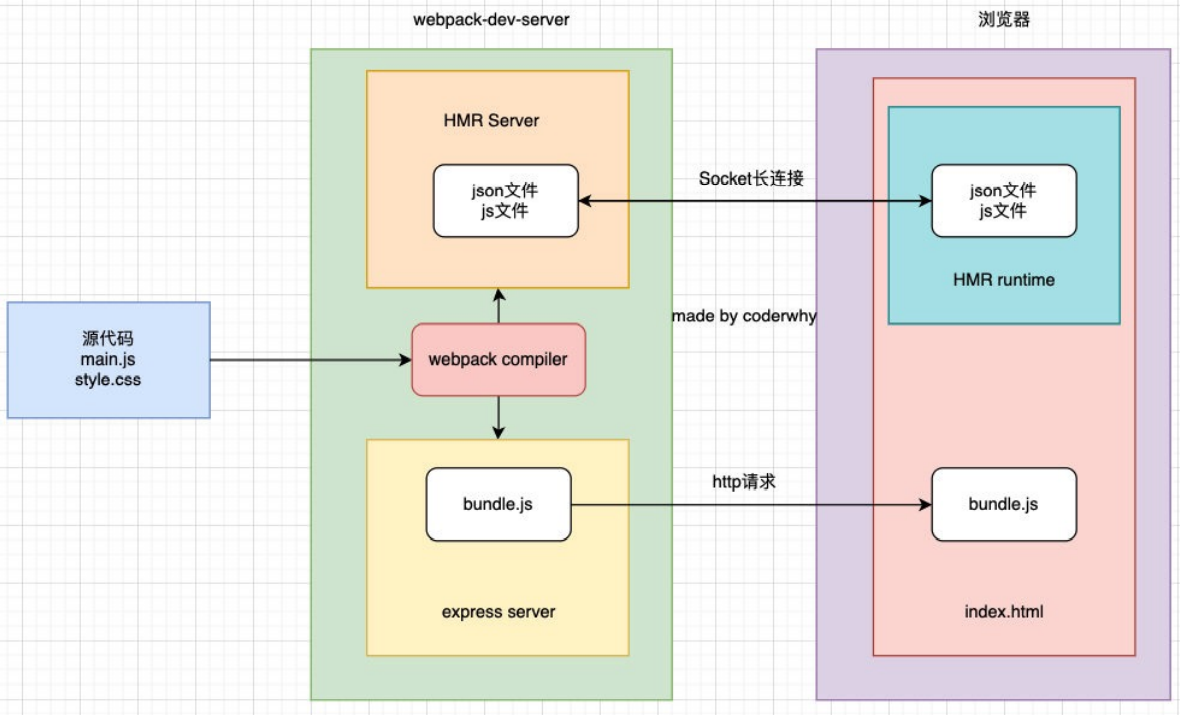 webpack-dev-server
浏览器
HMR Server
json文件
js文件
Socket长连接
json文件
js文件
HMR runtime
made by coderwhy
源代码
main.js
style.css
webpack compiler
bundle.js
http请求
bundle.js
express server
index.html